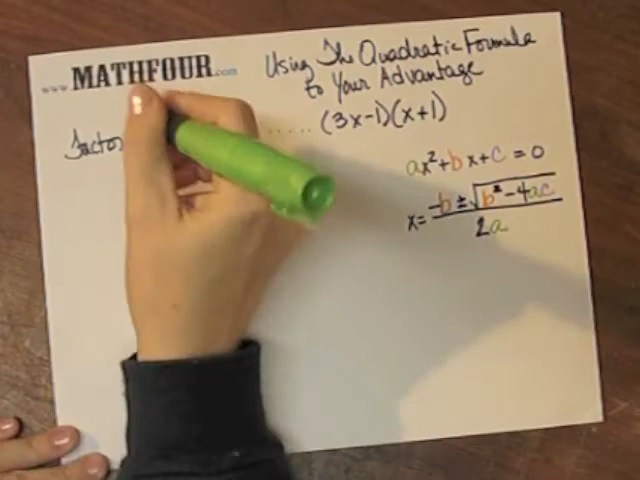 www.MATHFOUR.com
Using The Quadratic Formula
to Your Advantage
Factor ..... (3x-1)(x+1)
ax²+bx+c=0
x= -b±√b²-4ac
2a